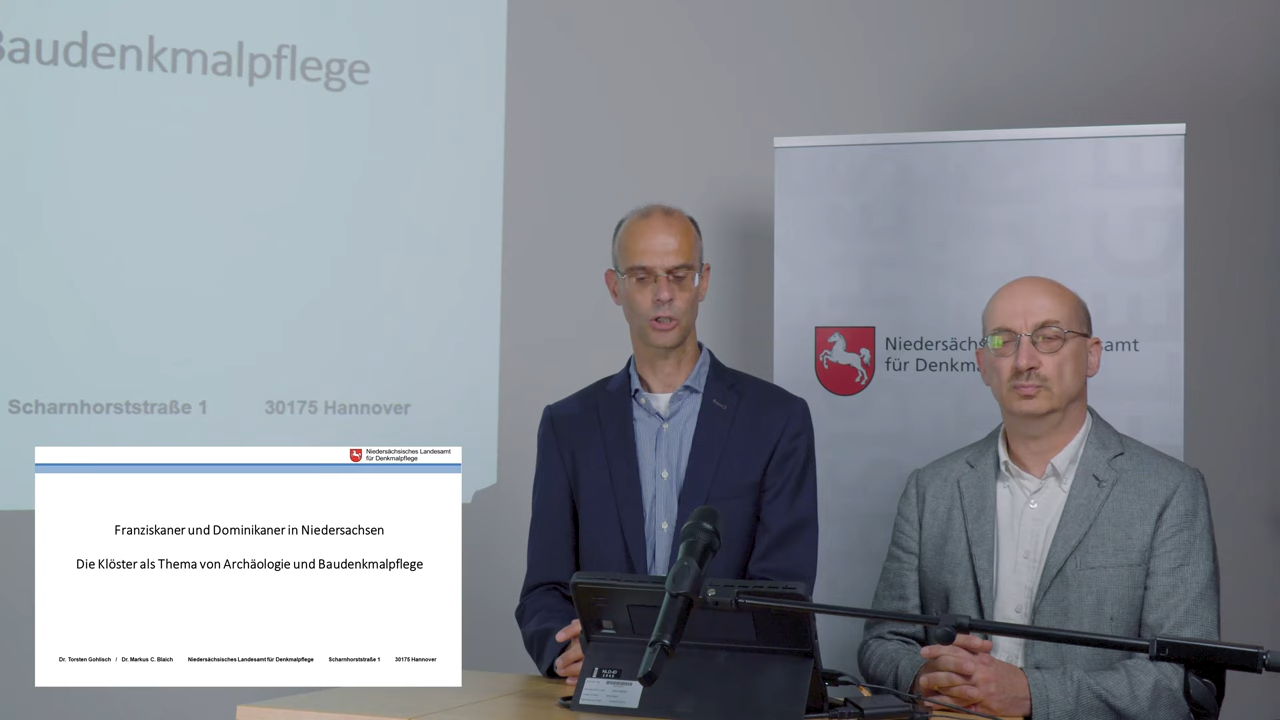 Baudenkmalpflege
Scharnhorststraße 1 30175 Hannover
Niedersächs
für Denkm
amt
Niedersächsisches Landesamt
für Denkmalpflege
Franziskaner und Dominikaner in Niedersachsen
Die Klöster als Thema von Archäologie und Baudenkmalpflege
Dr. Torsten Gohlisch / Dr. Markus C. Blaich Niedersächsisches Landesamt für Denkmalpflege Scharnhorststraße 1 30175 Hannover